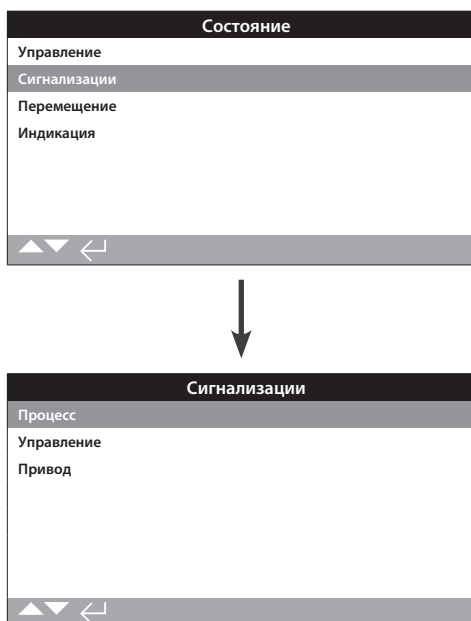 Состояние
Управление
Сигнализации
Перемещение
Индикация
Сигнализации
Процесс
Управление
Привод